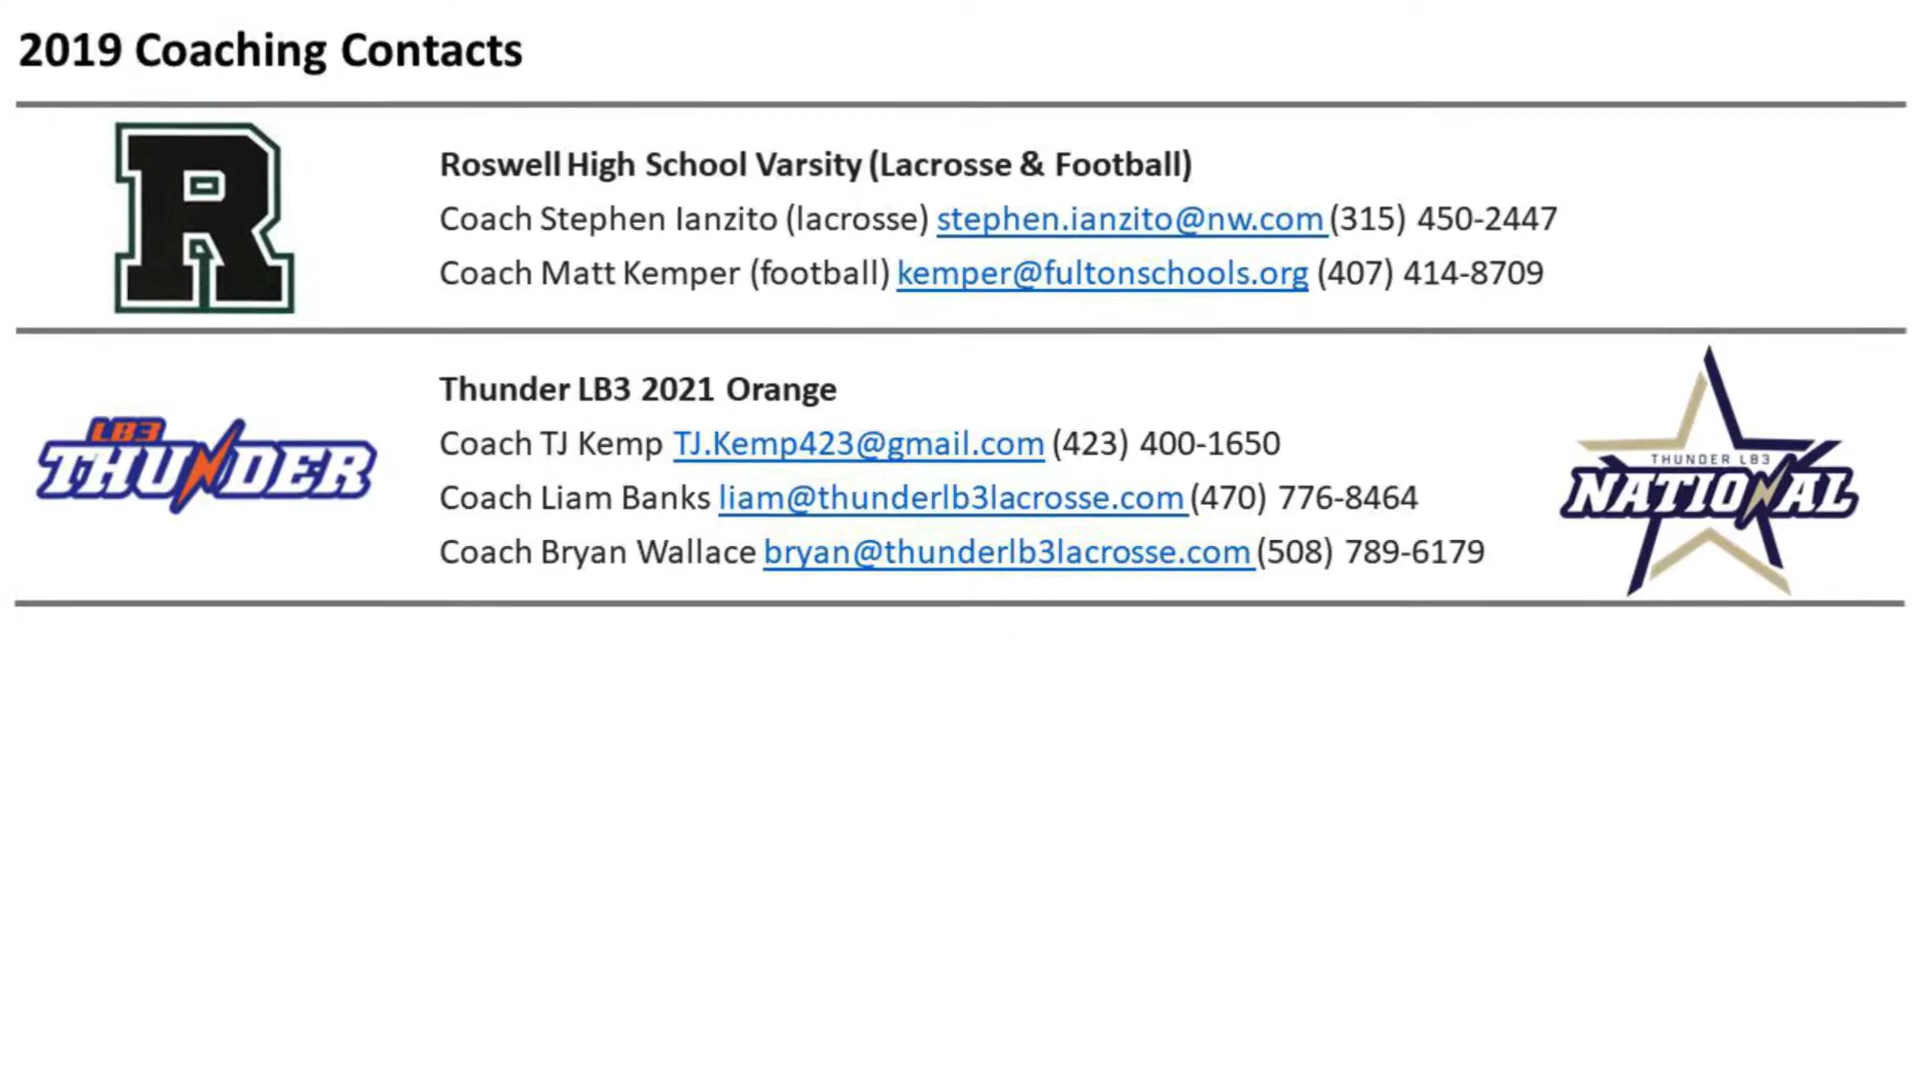 2019 Coaching Contacts
R
Roswell High School Varsity (Lacrosse & Football)
Coach Stephen Ianzito (lacrosse) stephen.ianzito@nw.com (315) 450-2447
Coach Matt Kemper (football) kemper@fultonschools.org (407) 414-8709
LB3
THUNDER
Thunder LB3 2021 Orange
Coach TJ Kemp TJ.Kemp423@gmail.com (423) 400-1650
Coach Liam Banks liam@thunderlb3lacrosse.com (470) 776-8464
Coach Bryan Wallace bryan@thunderlb3lacrosse.com (508) 789-6179
THUNDER LB3
NATIONAL